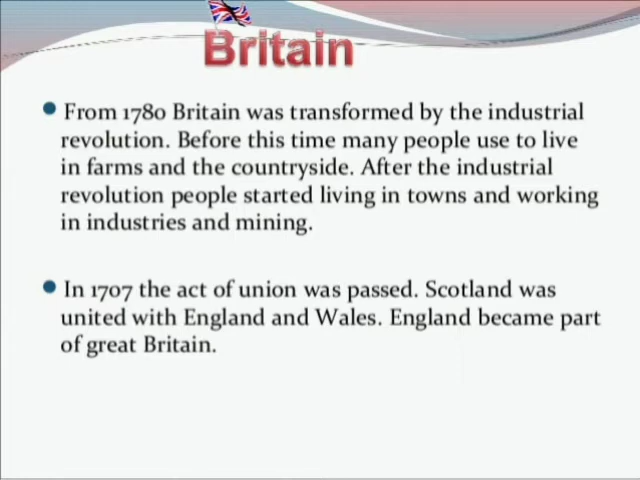 Britain
From 1780 Britain was transformed by the industrial
revolution. Before this time many people use to live
in farms and the countryside. After the industrial
revolution people started living in towns and working
in industries and mining.
In 1707 the act of union was passed. Scotland was
united with England and Wales. England became part
of great Britain.